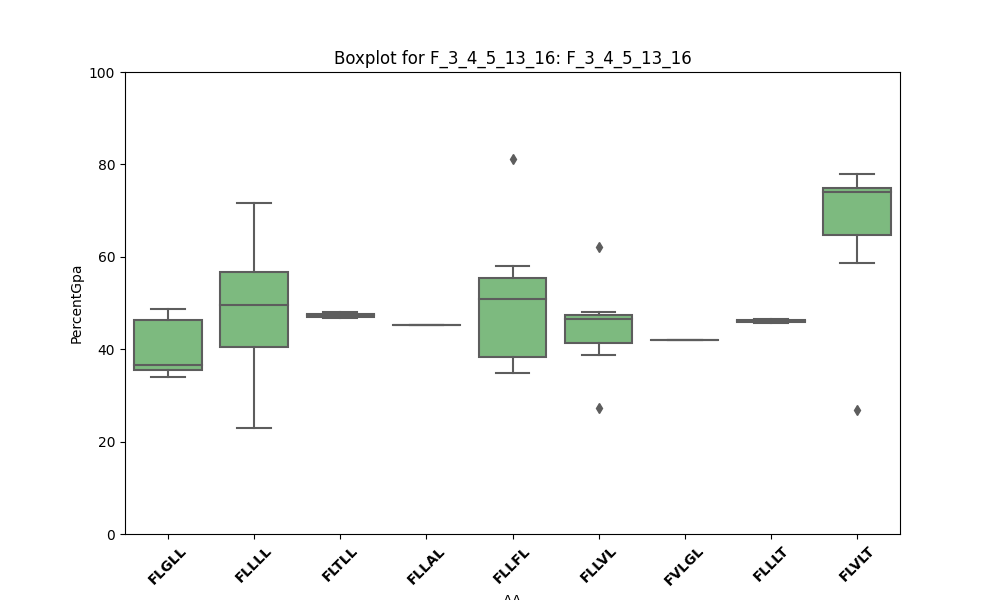 Boxplot for F_3_4_5_13_16: F_3_4_5_13_16
100
80
60
40
20
0
PercentGpa
FLGLL
FLLLL
FLTLL
FLLAL
FLLFL
FLLVL
FVLGL
FLLLT
FLVLT
AA